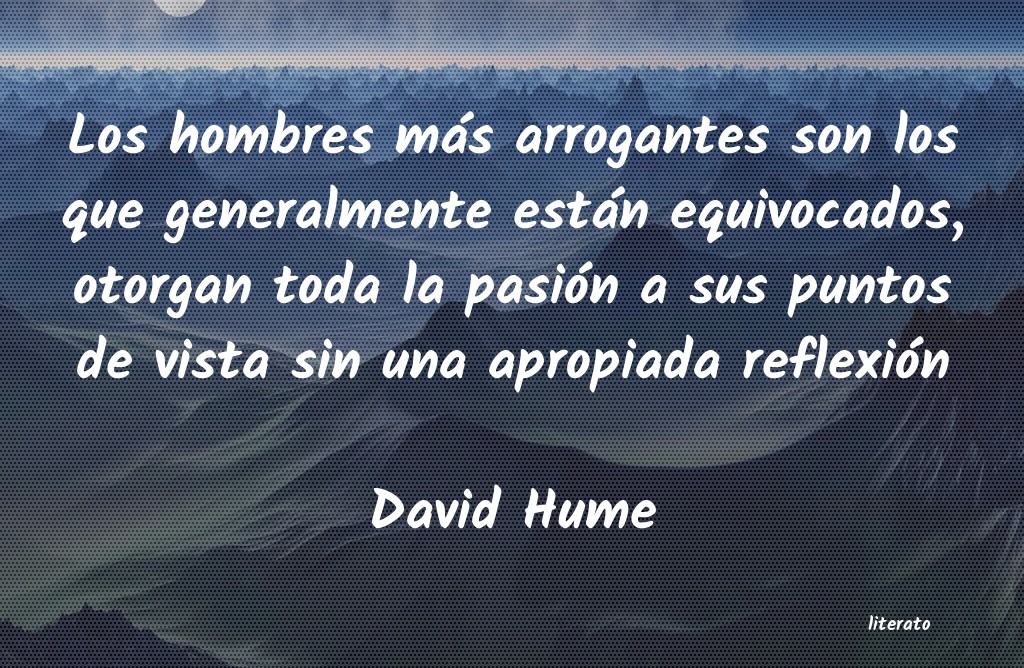 Los hombres más arrogantes son los
que generalmente están equivocados,
otorgan toda la pasión a sus puntos
de vista sin una apropiada reflexión
David Hume
literato